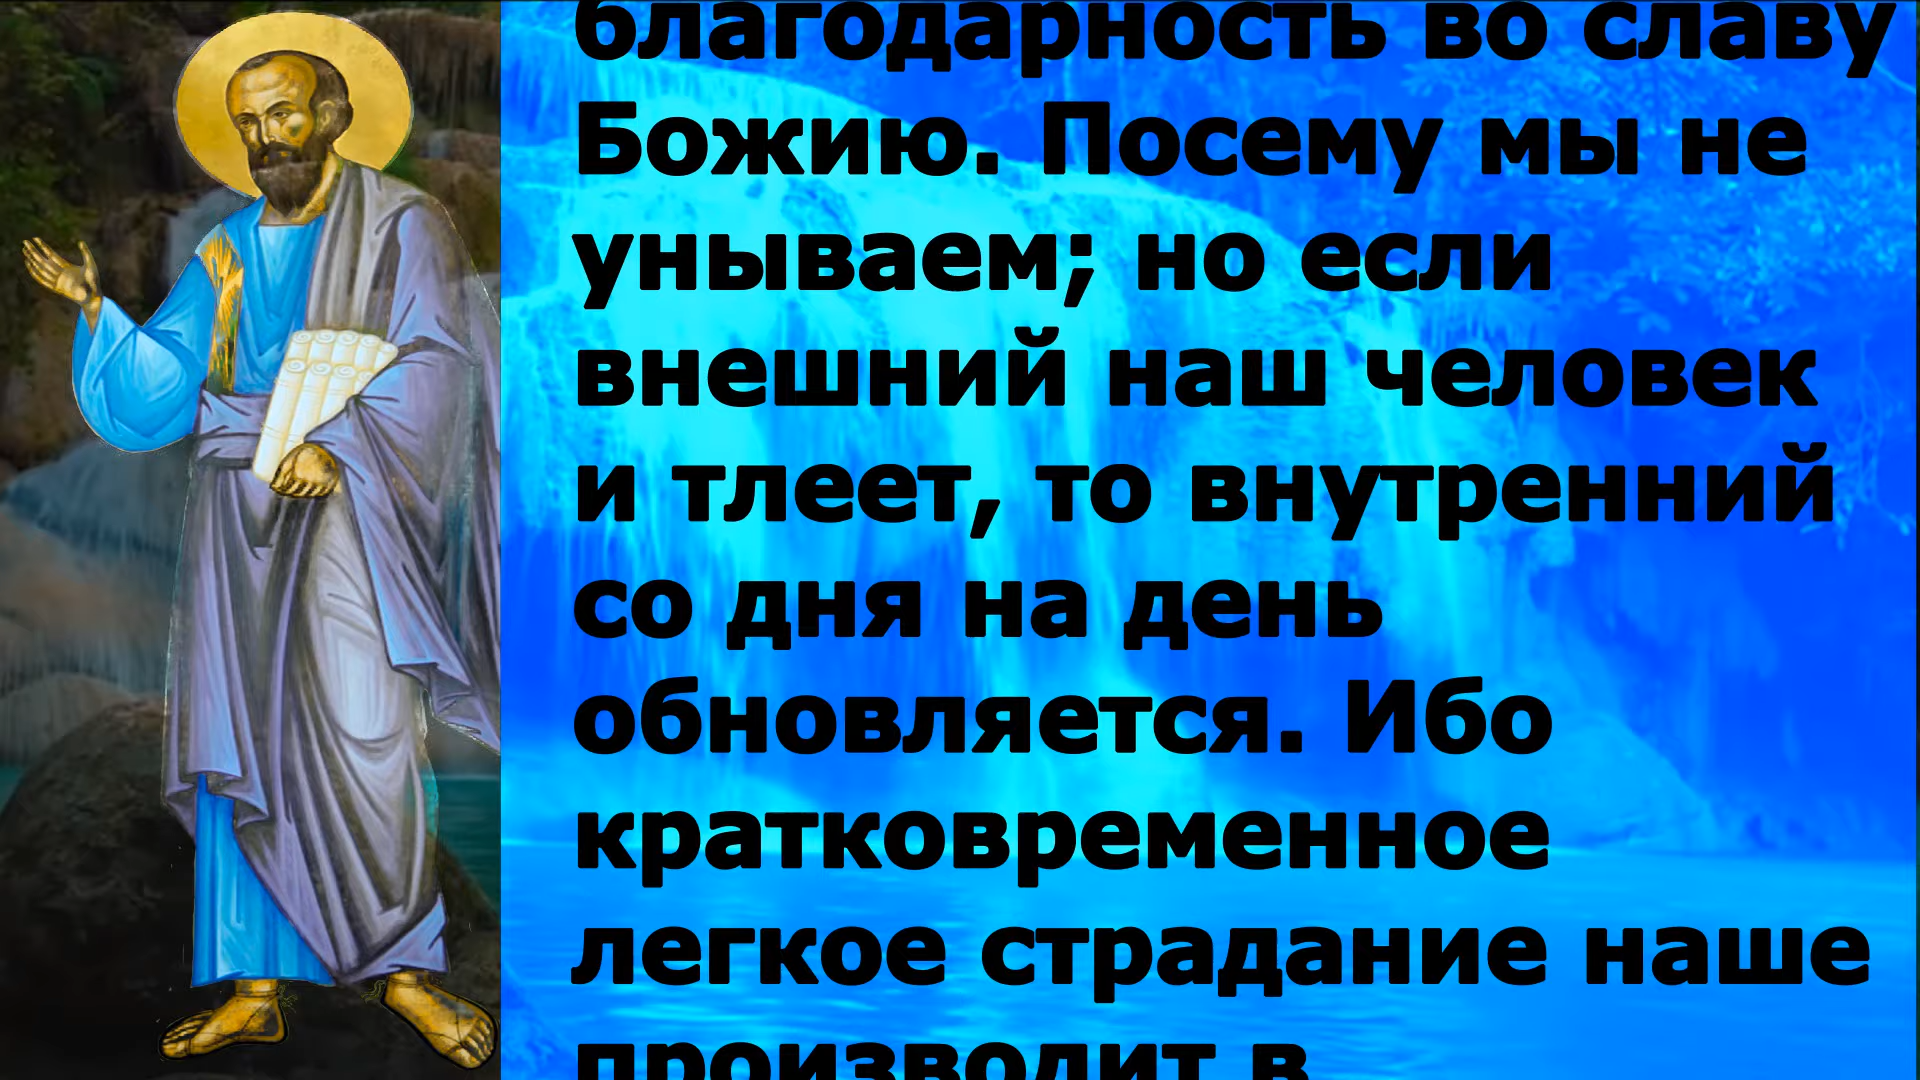 благодарность во славу
Божию. Посему мы не
унываем; но если
внешний наш человек
и тлеет, то внутренний
со дня на день
обновляется. Ибо
кратковременное
легкое страдание наше
производит в